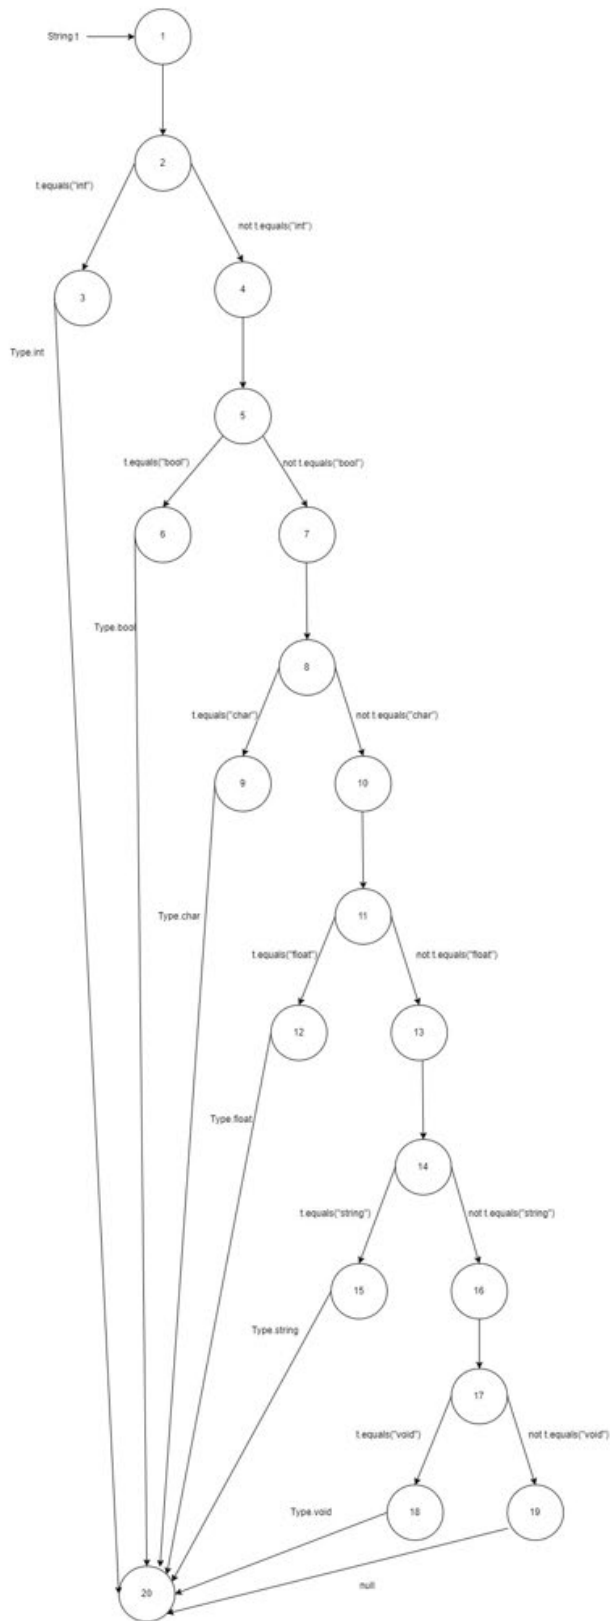 String t
1
2
t.equals("int")
not t.equals("int")
3
4
Type.int
5
t.equals("bool")
not t.equals("bool")
6
7
Type.bool
8
t.equals("char")
not t.equals("char")
9
10
Type.char
11
t.equals("float")
not t.equals("float")
12
13
Type.float
14
t.equals("string")
not t.equals("string")
15
16
Type.string
17
t.equals("void")
not t.equals("void")
Type.void
18
19
null
20